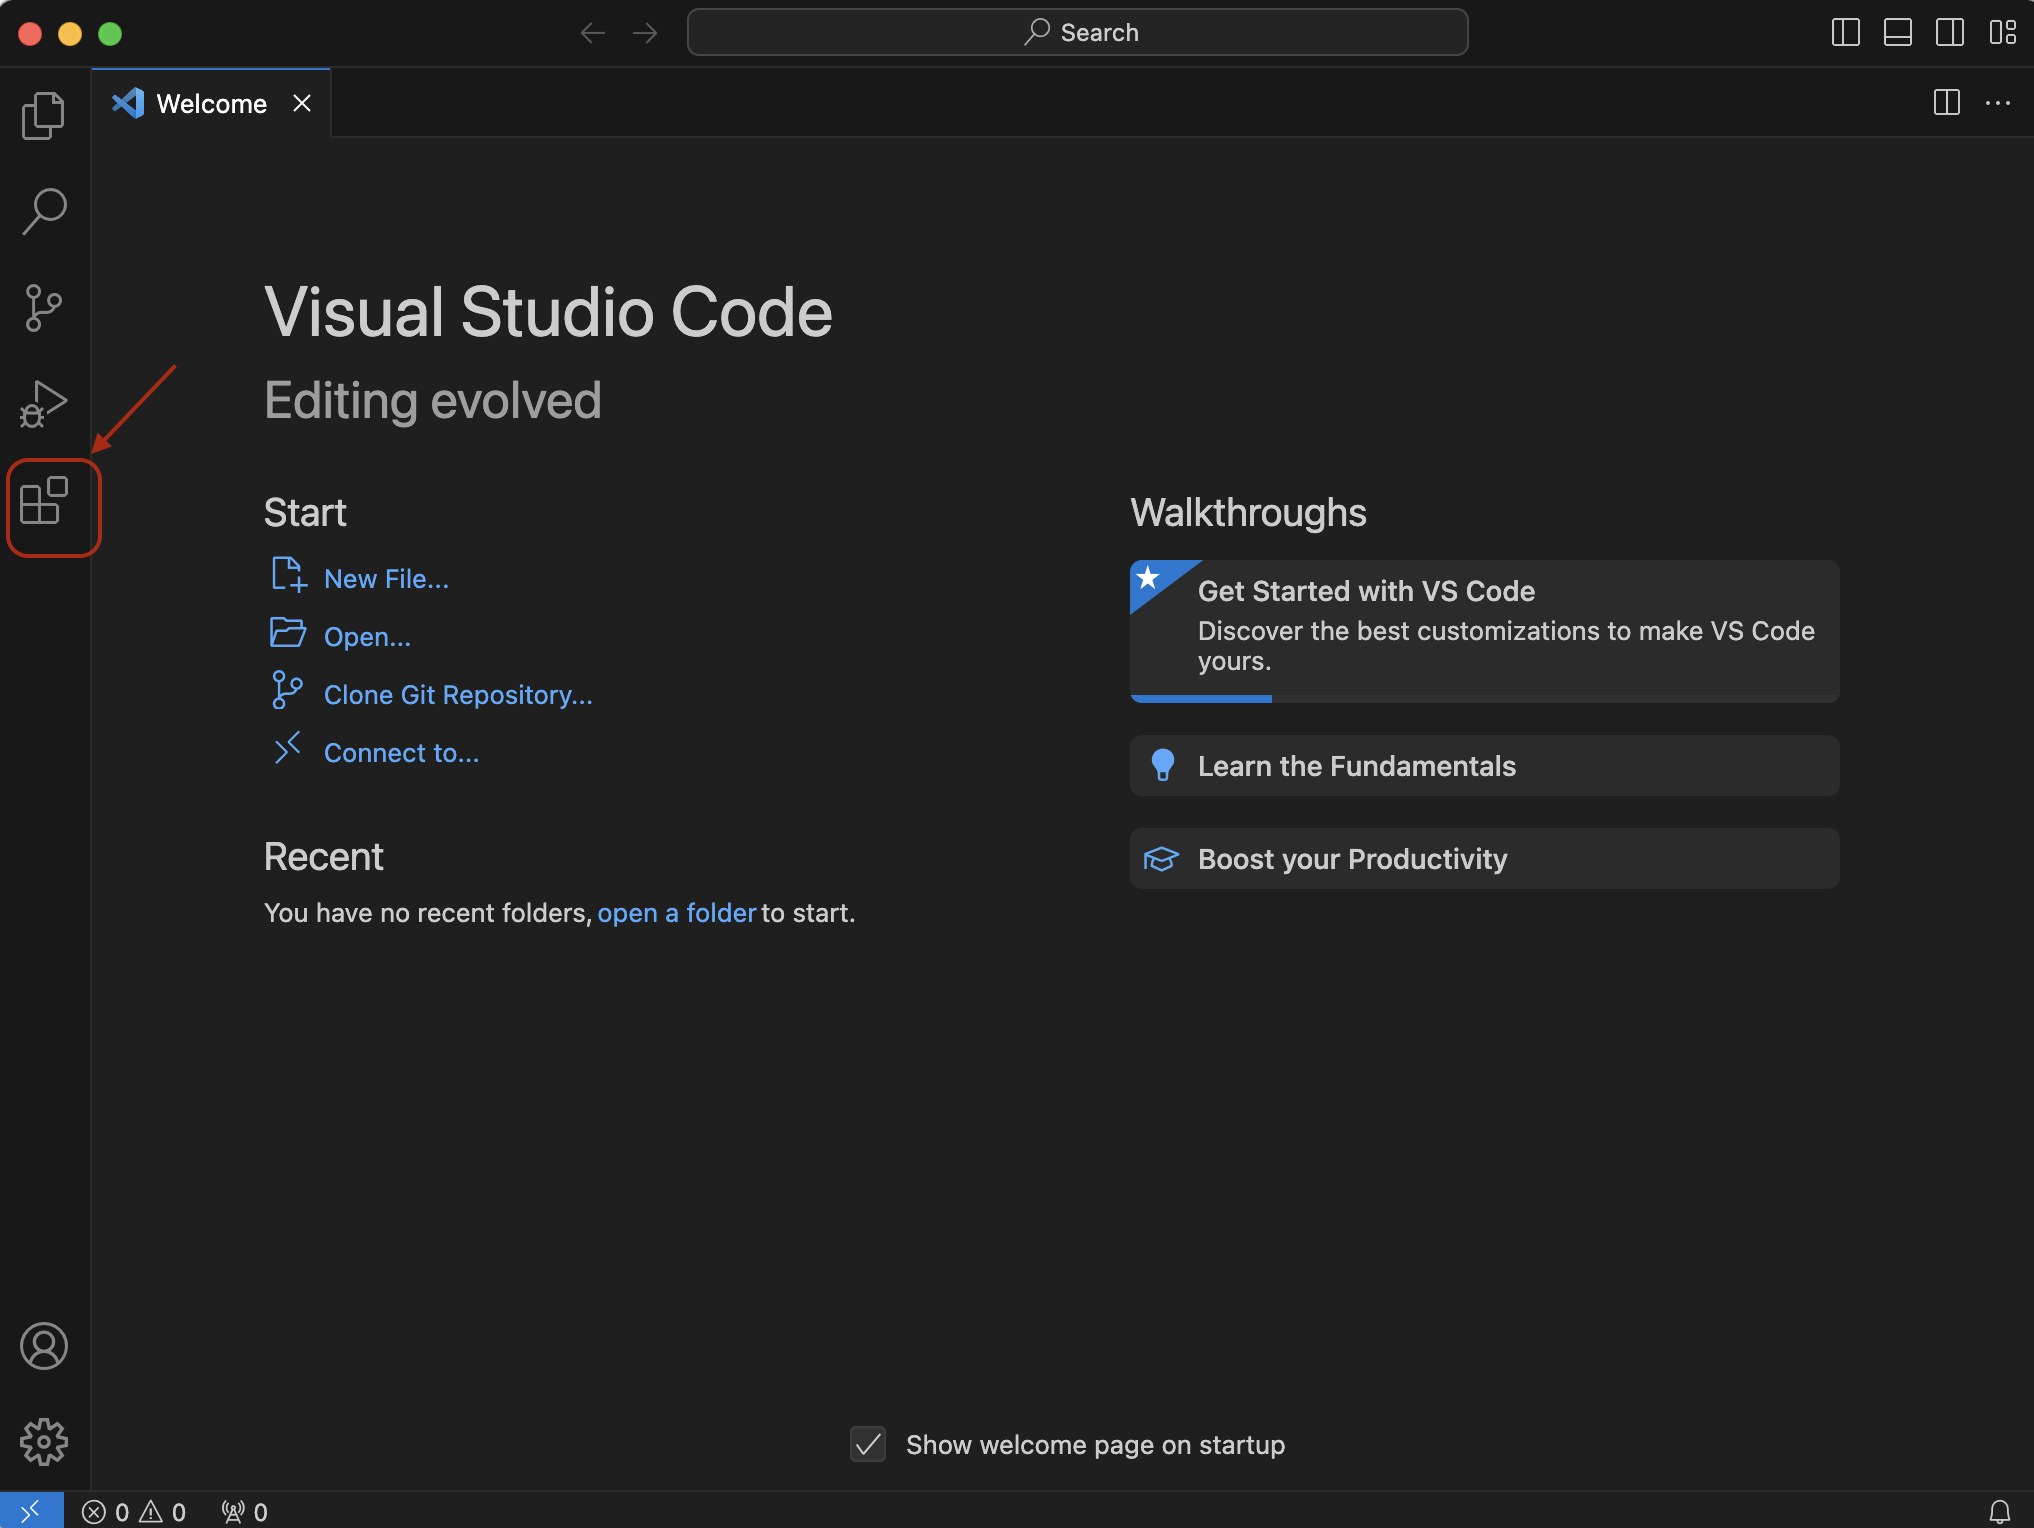 Search
Welcome
Visual Studio Code
Editing evolved
Start
New File...
Open...
Clone Git Repository...
Connect to...
Recent
You have no recent folders, open a folder to start.
Walkthroughs
Get Started with VS Code
Discover the best customizations to make VS Code
yours.
Learn the Fundamentals
Boost your Productivity
Show welcome page on startup
0 0 0